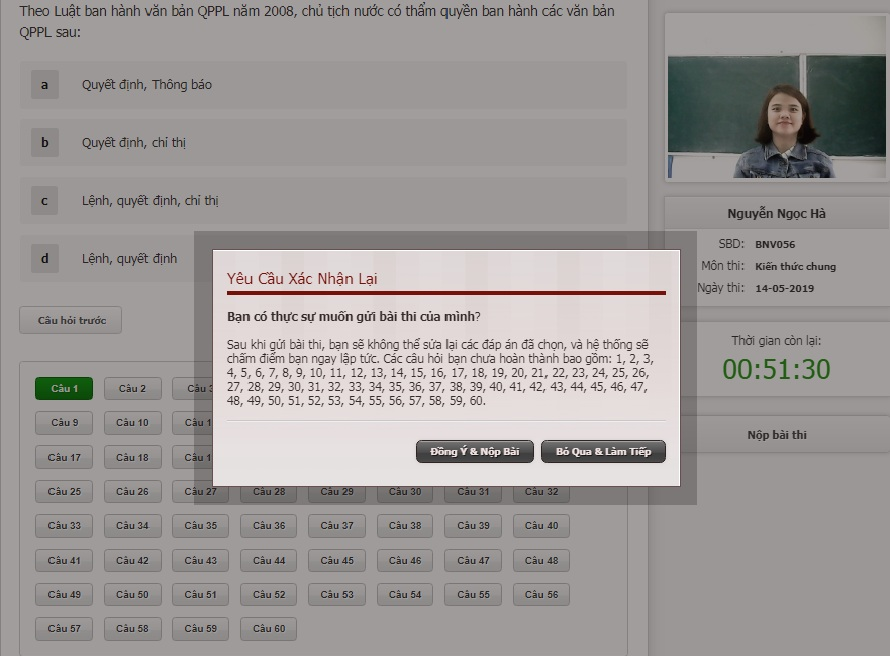 Theo Luật ban hành văn bản QPPL năm 2008, chủ tịch nước có thẩm quyền ban hành các văn bản
QPPL sau:
a Quyết định, Thông báo
b Quyết định, chỉ thị
c Lệnh, quyết định, chỉ thị
d Lệnh, quyết định
Câu hỏi trước
Yêu Cầu Xác Nhận Lại
Bạn có thực sự muốn gửi bài thi của mình?
Sau khi gửi bài thi, bạn sẽ không thể sửa lại các đáp án đã chọn, và hệ thống sẽ
chấm điểm bạn ngay lập tức. Các câu hỏi bạn chưa hoàn thành bao gồm: 1, 2, 3,
4, 5, 6, 7, 8, 9, 10, 11, 12, 13, 14, 15, 16, 17, 18, 19, 20, 21, 22, 23, 24, 25, 26,
27, 28, 29, 30, 31, 32, 33, 34, 35, 36, 37, 38, 39, 40, 41, 42, 43, 44, 45, 46, 47,
48, 49, 50, 51, 52, 53, 54, 55, 56, 57, 58, 59, 60.
Đồng Ý & Nộp Bài Bỏ Qua & Làm Tiếp
Câu 1 Câu 2 Câu 3
Câu 9 Câu 10 Câu 1
Câu 17 Câu 18 Câu 1
Câu 25 Câu 26 Câu 27 Câu 28 Câu 29 Câu 30 Câu 31 Câu 32
Câu 33 Câu 34 Câu 35 Câu 36 Câu 37 Câu 38 Câu 39 Câu 40
Câu 41 Câu 42 Câu 43 Câu 44 Câu 45 Câu 46 Câu 47 Câu 48
Câu 49 Câu 50 Câu 51 Câu 52 Câu 53 Câu 54 Câu 55 Câu 56
Câu 57 Câu 58 Câu 59 Câu 60
Nguyễn Ngọc Hà
SBD: BNV056
Môn thi: Kiến thức chung
Ngày thi: 14-05-2019
Thời gian còn lại:
00:51:30
Nộp bài thi